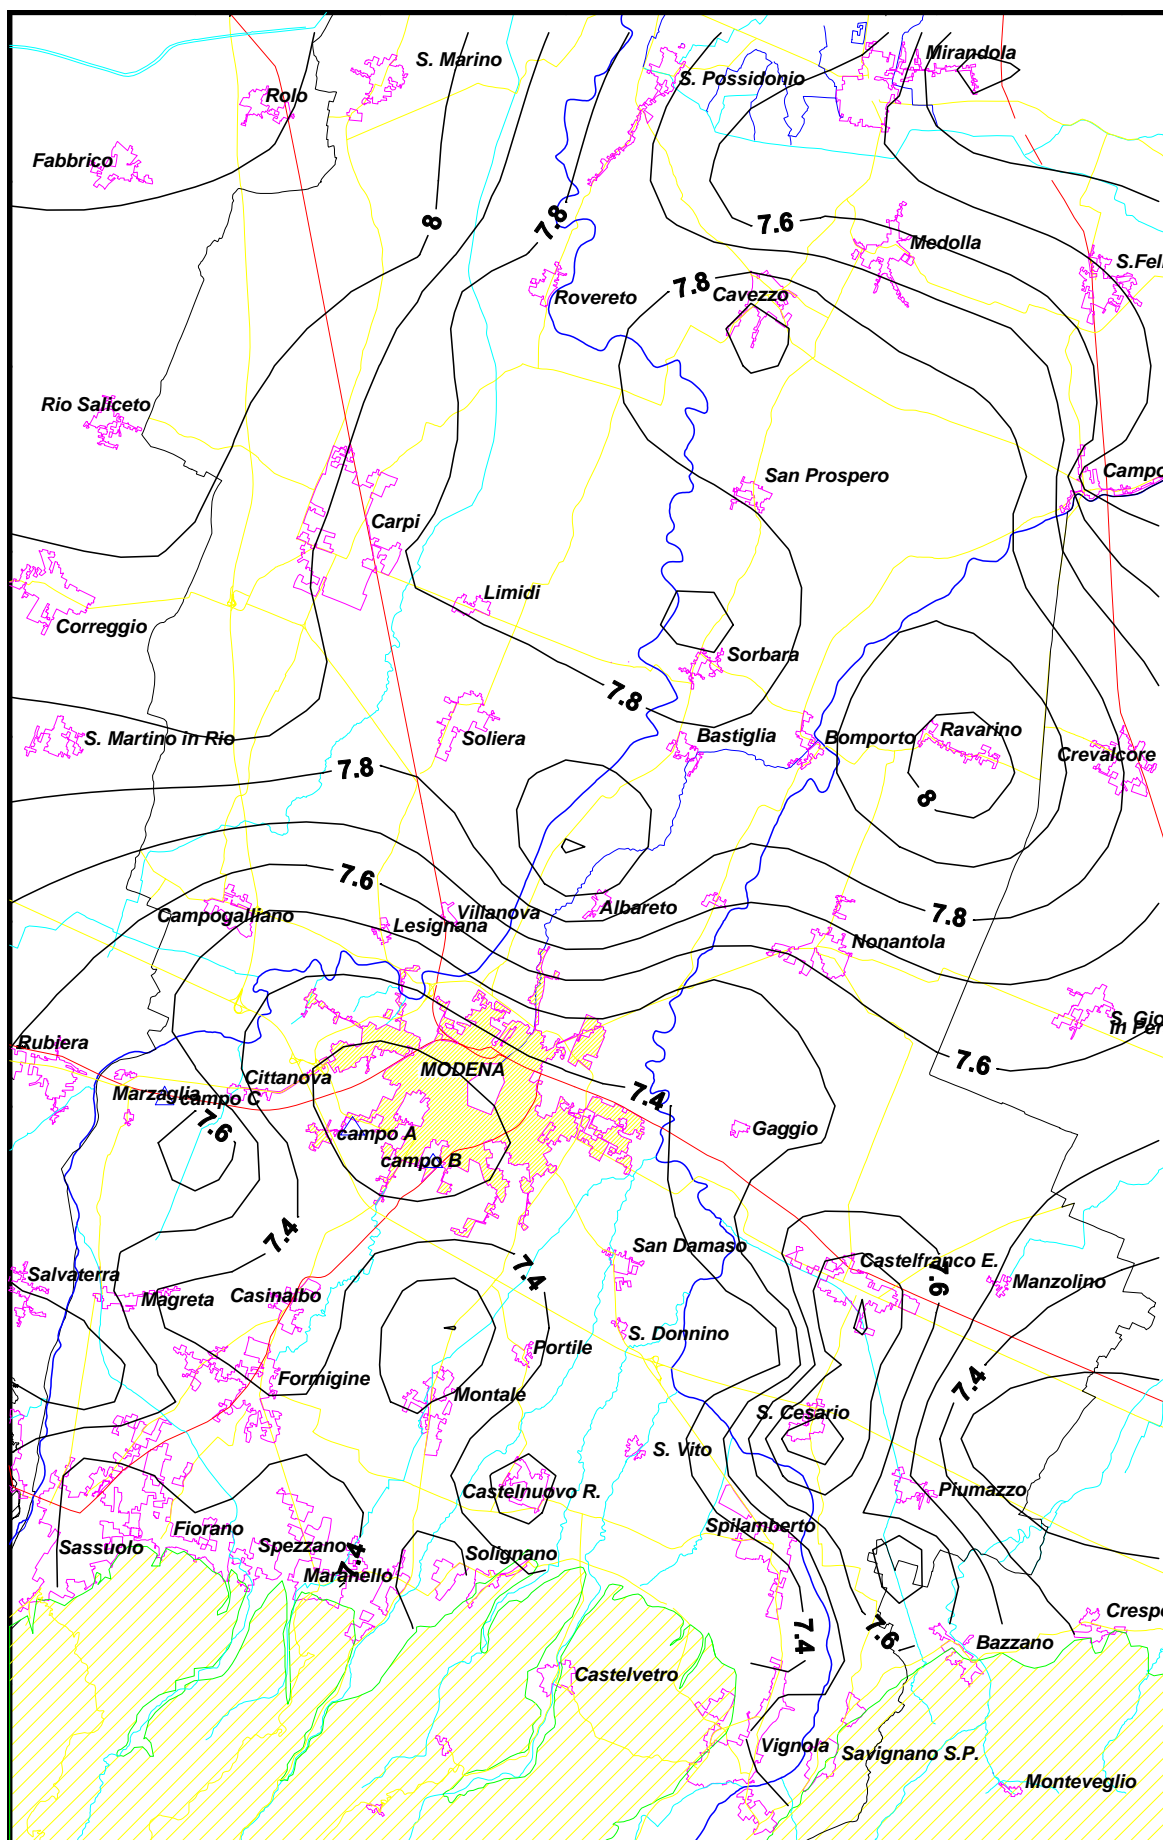 S. Marino
Mirandola
S. Possidonio
Rolo
Fabbrico
8
7.8
7.6
Medolla
S.Feli
7.8
Rovereto
Cavezzo
Rio Saliceto
San Prospero
Campo
Carpi
Limidi
Correggio
Sorbara
7.8
S. Martino in Rio
Soliera
Bastiglia
Bomporto
Ravarino
Crevalcore
7.8
8
7.6
Campogalliano
Lesignana
Villanova
Albareto
7.8
Nonantola
S. Gio
in Per
Rubiera
7.6
Cittanova
MODENA
Marzaglia
campo C
7.4
7.6
campo A
Gaggio
campo B
7.4
San Damaso
7.4
Castelfranco E.
7.6
Salvaterra
Magreta
Casinalbo
Manzolino
S. Donnino
Portile
Formigine
Montale
7.4
S. Cesario
S. Vito
Castelnuovo R.
Piumazzo
Fiorano
Spilamberto
Sassuolo
Spezzano
7.4
Maranello
Solignano
7.4
7.6
Crespe
Bazzano
Castelvetro
Vignola
Savignano S.P.
Monteveglio